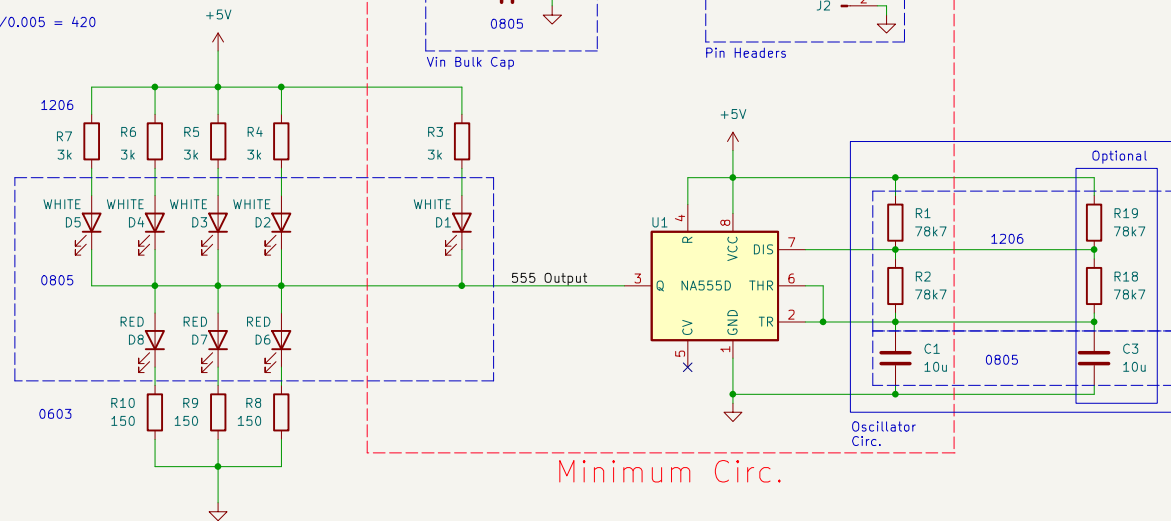 /0.005 = 420
+5V
0805
Vin Bulk Cap
J2
2
Pin Headers
1206
R7
3k
R6
3k
R5
3k
R4
3k
R3
3k
+5V
Optional
WHITE
D5
WHITE
D4
WHITE
D3
WHITE
D2
WHITE
D1
0805
555 Output
U1
4
8
R
VCC
DIS
7
3
Q
NA555D
THR
6
CV
GND
TR
2
5
1
R1
78k7
1206
R19
78k7
R2
78k7
R18
78k7
C1
10u
0805
C3
10u
RED
D8
RED
D7
RED
D6
0603
R10
150
R9
150
R8
150
Oscillator
Circ.
Minimum Circ.